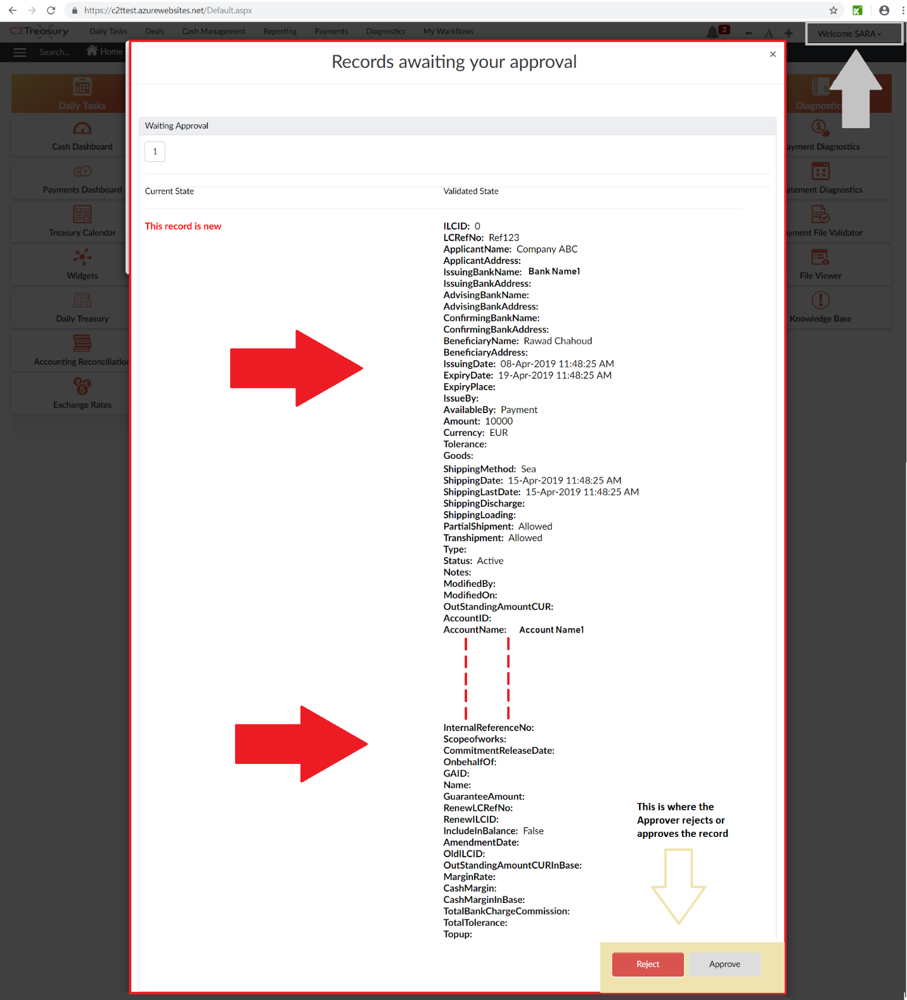 https://c2ttest.azurewebsites.net/Default.aspx
C2Treasury
Daily Tasks Deals Cash Management Reporting Payments Diagnostics My Workflows
2
A
Welcome SARA
Search... Home
Records awaiting your approval
×
Daily Tasks
Cash Dashboard
Payments Dashboard
Treasury Calendar
Widgets
Daily Treasury
Accounting Reconciliation
Exchange Rates
Waiting Approval
1
Current State
Validated State
This record is new
ILCID: 0
LCRefNo: Ref123
ApplicantName: Company ABC
ApplicantAddress:
IssuingBankName: Bank Name1
IssuingBankAddress:
AdvisingBankName:
AdvisingBankAddress:
ConfirmingBankName:
ConfirmingBankAddress:
BeneficiaryName: Rawad Chahoud
BeneficiaryAddress:
IssuingDate: 08-Apr-2019 11:48:25 AM
ExpiryDate: 19-Apr-2019 11:48:25 AM
ExpiryPlace:
IssueBy:
AvailableBy: Payment
Amount: 10000
Currency: EUR
Tolerance:
Goods:
ShippingMethod: Sea
ShippingDate: 15-Apr-2019 11:48:25 AM
ShippingLastDate: 15-Apr-2019 11:48:25 AM
ShippingDischarge:
ShippingLoading:
PartialShipment: Allowed
Transhipment: Allowed
Type:
Status: Active
Notes:
ModifiedBy:
ModifiedOn:
OutStandingAmountCUR:
AccountID:
AccountName: Account Name1
InternalReferenceNo:
Scopeofworks:
CommitmentReleaseDate:
OnbehalfOf:
GAID:
Name:
GuaranteeAmount:
RenewLCRefNo:
RenewILCID:
IncludeInBalance: False
AmendmentDate:
OldILCID:
OutStandingAmountCURInBase:
MarginRate:
CashMargin:
CashMarginInBase:
TotalBankChargeCommission:
TotalTolerance:
Topup:
This is where the
Approver rejects or
approves the record
Reject
Approve
Diagnostic
ayment Diagnostics
atement Diagnostics
yment File Validator
File Viewer
Knowledge Base